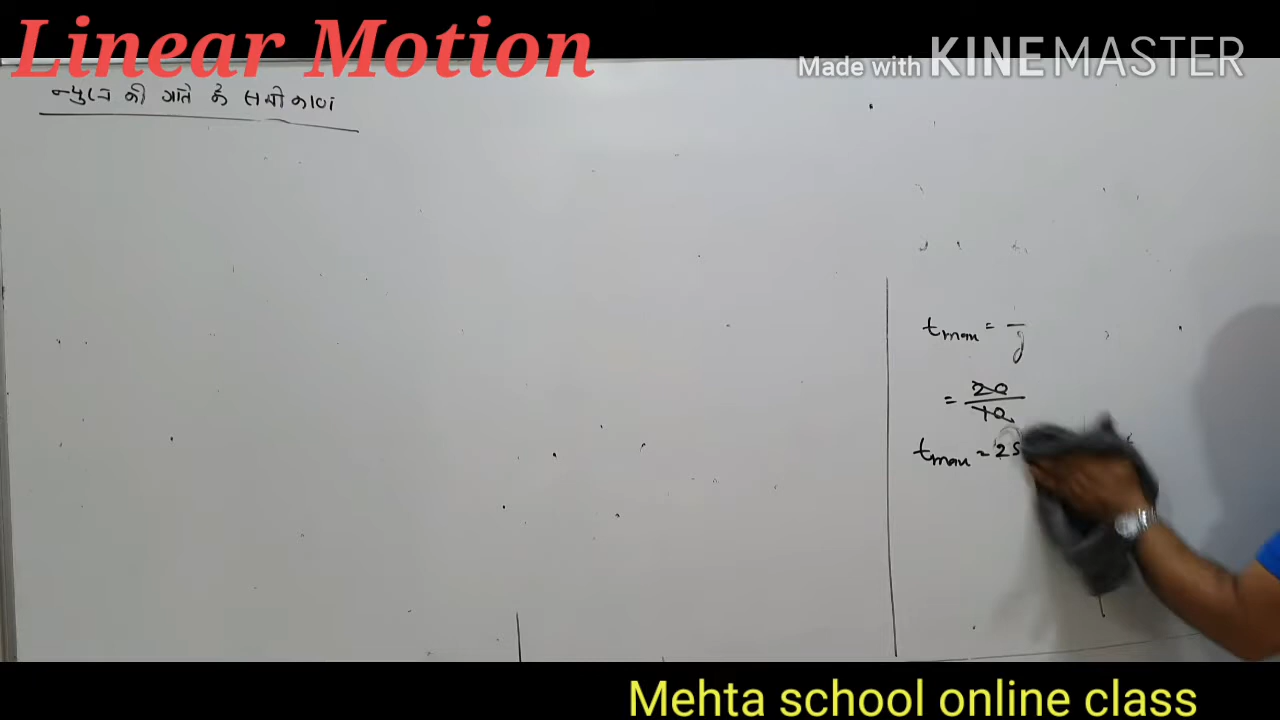 Linear Motion
Made with KINEMASTER
न्युटन की गति के समीकरण
tmax = — g
= 20/10
tmax = 2s
Mehta school online class